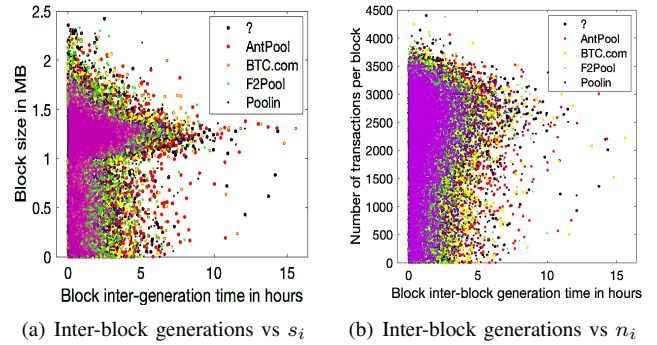 Block size in MB
2.5
2
1.5
1
0.5
0
0
5
10
15
?
AntPool
BTC.com
F2Pool
Poolin
Block inter-generation time in hours
(a) Inter-block generations vs s_i
Number of transactions per block
4500
4000
3500
3000
2500
2000
1500
1000
500
0
0
5
10
15
?
AntPool
BTC.com
F2Pool
Poolin
Block inter-block generation time in hours
(b) Inter-block generations vs n_i